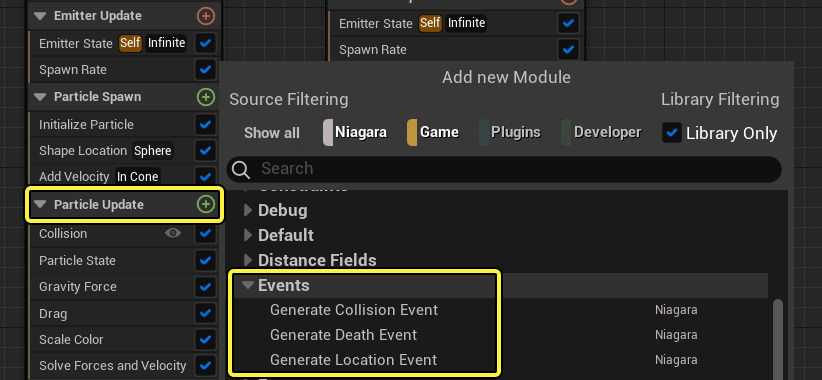 Emitter Update
Emitter State Self Infinite
Spawn Rate
Particle Spawn
Initialize Particle
Shape Location Sphere
Add Velocity In Cone
Particle Update
Collision
Particle State
Gravity Force
Drag
Scale Color
Solve Forces and Velocity
Emitter State Self Infinite
Spawn Rate
Add new Module
Source Filtering
Library Filtering
Show all Niagara Game Plugins Developer Library Only
Search
Constraints
Debug
Default
Distance Fields
Events
Generate Collision Event Niagara
Generate Death Event Niagara
Generate Location Event Niagara